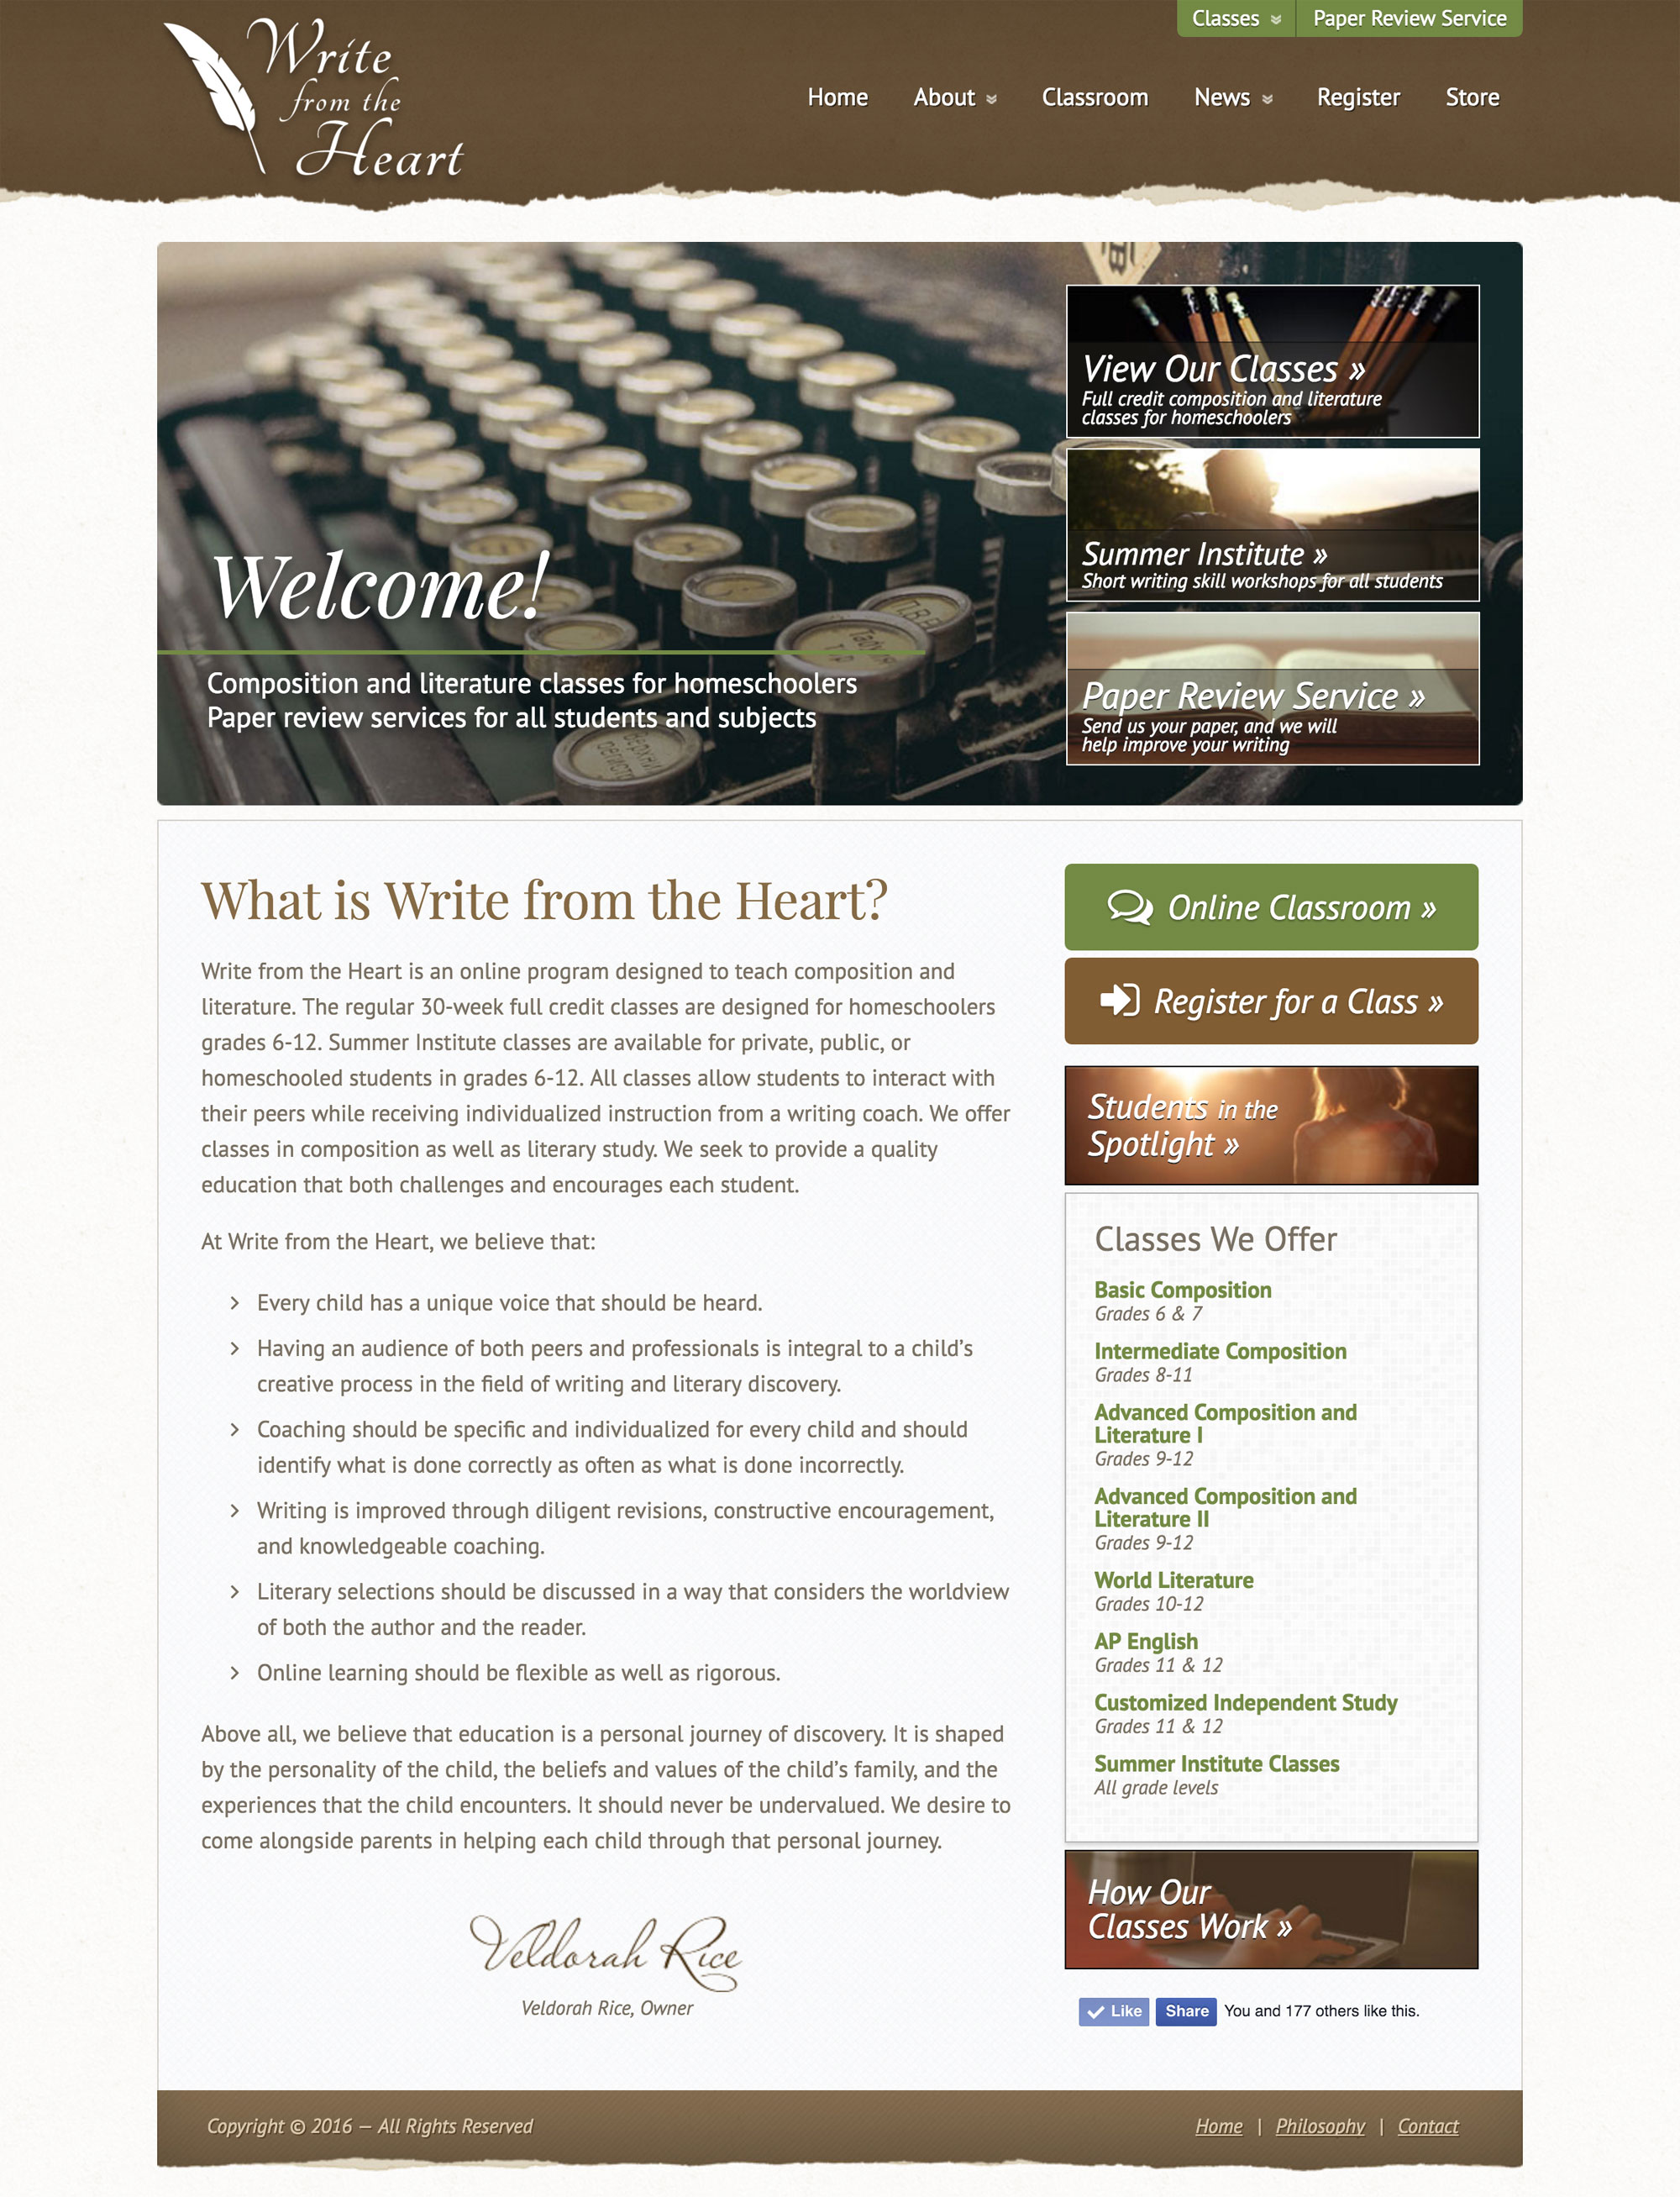 Write
from the
Heart
Classes
Paper Review Service
Home
About
Classroom
News
Register
Store
Welcome!
Composition and literature classes for homeschoolers
Paper review services for all students and subjects
View Our Classes »
Full credit composition and literature
classes for homeschoolers
Summer Institute »
Short writing skill workshops for all students
Paper Review Service »
Send us your paper, and we will
help improve your writing
What is Write from the Heart?
Write from the Heart is an online program designed to teach composition and
literature. The regular 30-week full credit classes are designed for homeschoolers
grades 6-12. Summer Institute classes are available for private, public, or
homeschooled students in grades 6-12. All classes allow students to interact with
their peers while receiving individualized instruction from a writing coach. We offer
classes in composition as well as literary study. We seek to provide a quality
education that both challenges and encourages each student.
At Write from the Heart, we believe that:
Every child has a unique voice that should be heard.
Having an audience of both peers and professionals is integral to a child’s
creative process in the field of writing and literary discovery.
Coaching should be specific and individualized for every child and should
identify what is done correctly as often as what is done incorrectly.
Writing is improved through diligent revisions, constructive encouragement,
and knowledgeable coaching.
Literary selections should be discussed in a way that considers the worldview
of both the author and the reader.
Online learning should be flexible as well as rigorous.
Above all, we believe that education is a personal journey of discovery. It is shaped
by the personality of the child, the beliefs and values of the child’s family, and the
experiences that the child encounters. It should never be undervalued. We desire to
come alongside parents in helping each child through that personal journey.
Veldorah Rice
Veldorah Rice, Owner
Online Classroom »
Register for a Class »
Students in the
Spotlight »
Classes We Offer
Basic Composition
Grades 6 & 7
Intermediate Composition
Grades 8-11
Advanced Composition and
Literature I
Grades 9-12
Advanced Composition and
Literature II
Grades 9-12
World Literature
Grades 10-12
AP English
Grades 11 & 12
Customized Independent Study
Grades 11 & 12
Summer Institute Classes
All grade levels
How Our
Classes Work »
Like
Share
You and 177 others like this.
Copyright © 2016 — All Rights Reserved
Home | Philosophy | Contact